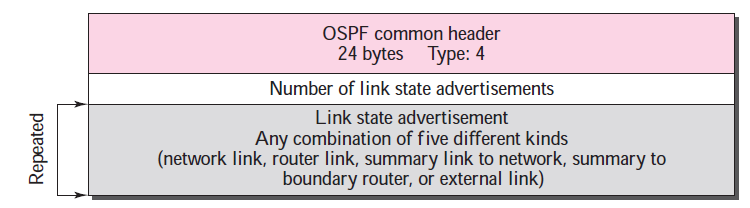 OSPF common header
24 bytes Type: 4
Number of link state advertisements
Repeated
Link state advertisement
Any combination of five different kinds
(network link, router link, summary link to network, summary to
boundary router, or external link)